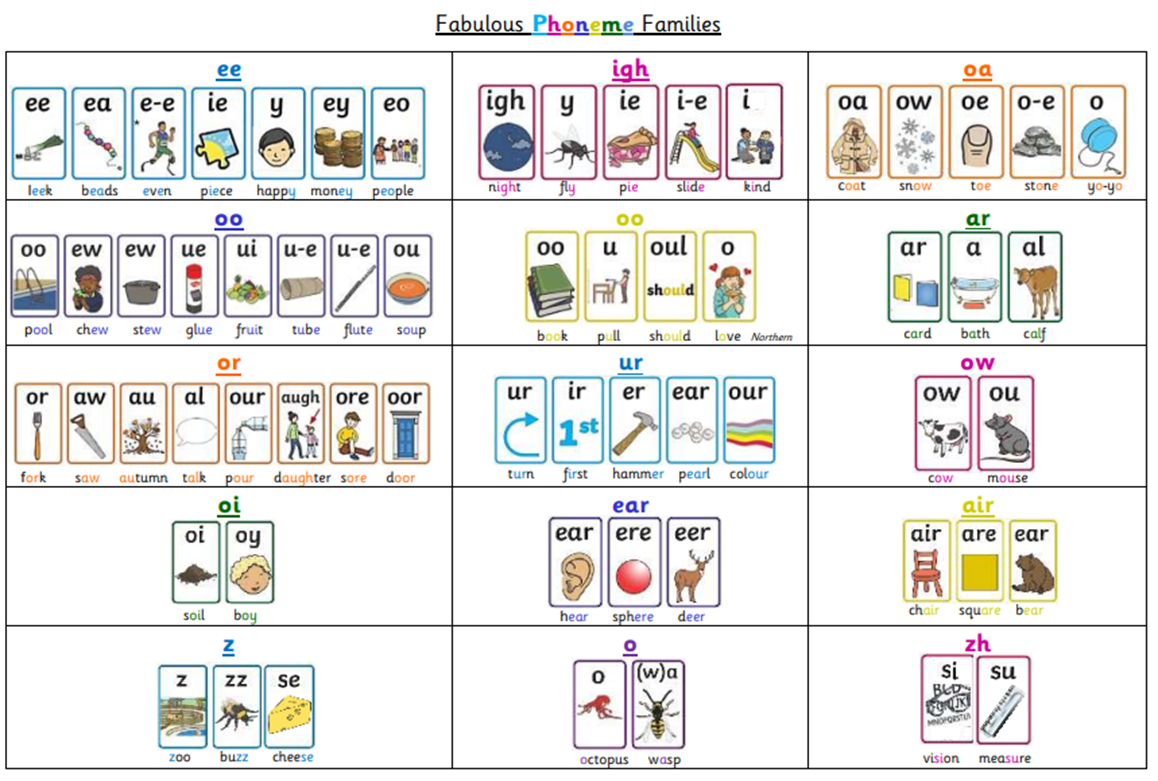 Fabulous Phoneme Families
ee
ee ea e-e ie y ey eo
leek beads even piece happy money people
igh
igh y ie i-e i
night fly pie slide kind
oa
oa ow oe o-e o
coat snow toe stone yo-yo
oo
oo ew ew ue ui u-e u-e ou
pool chew stew glue fruit tube flute soup
oo
oo u oul o
should
book pull should love Northern
ar
ar a al
card bath calf
or
or aw au al our augh ore oor
fork saw autumn talk pour daughter sore door
ur
ur ir er ear our
1st
turn first hammer pearl colour
ow
ow ou
cow mouse
oi
oi oy
soil boy
ear
ear ere eer
hear sphere deer
air
air are ear
chair square bear
z
z zz se
zoo buzz cheese
o
o (w)a
octopus wasp
zh
si su
vision measure